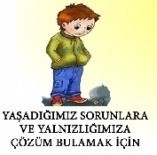 YAŞADIĞIMIZ SORUNLARA
VE YALNIZLIĞIMIZA
ÇÖZÜM BULAMAK İÇİN